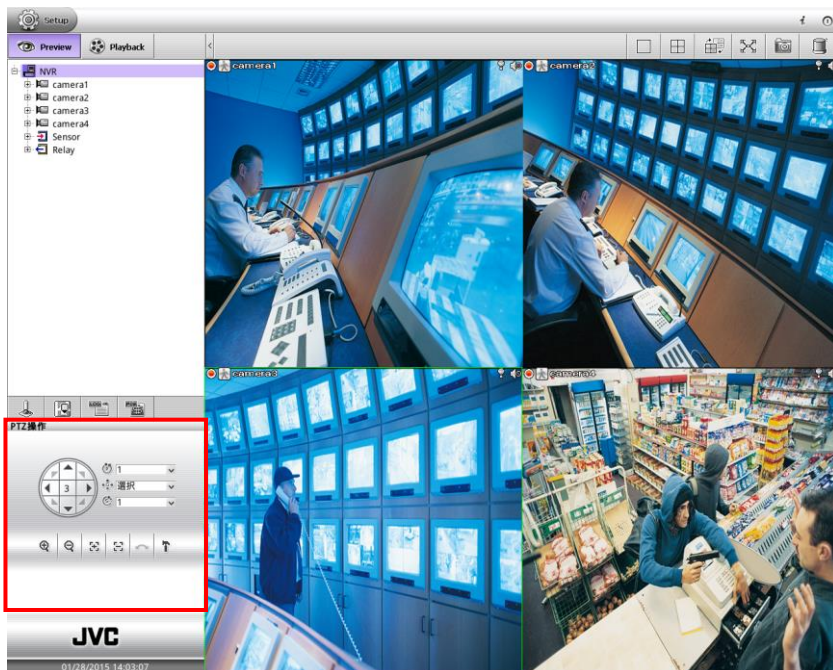 Setup
i
Preview
Playback
<
NVR
camera1
camera2
camera3
camera4
Sensor
Relay
camera1
camera2
camera3
camera4
PTZ操作
1
3
選択
1
JVC
01/28/2015 14:03:07